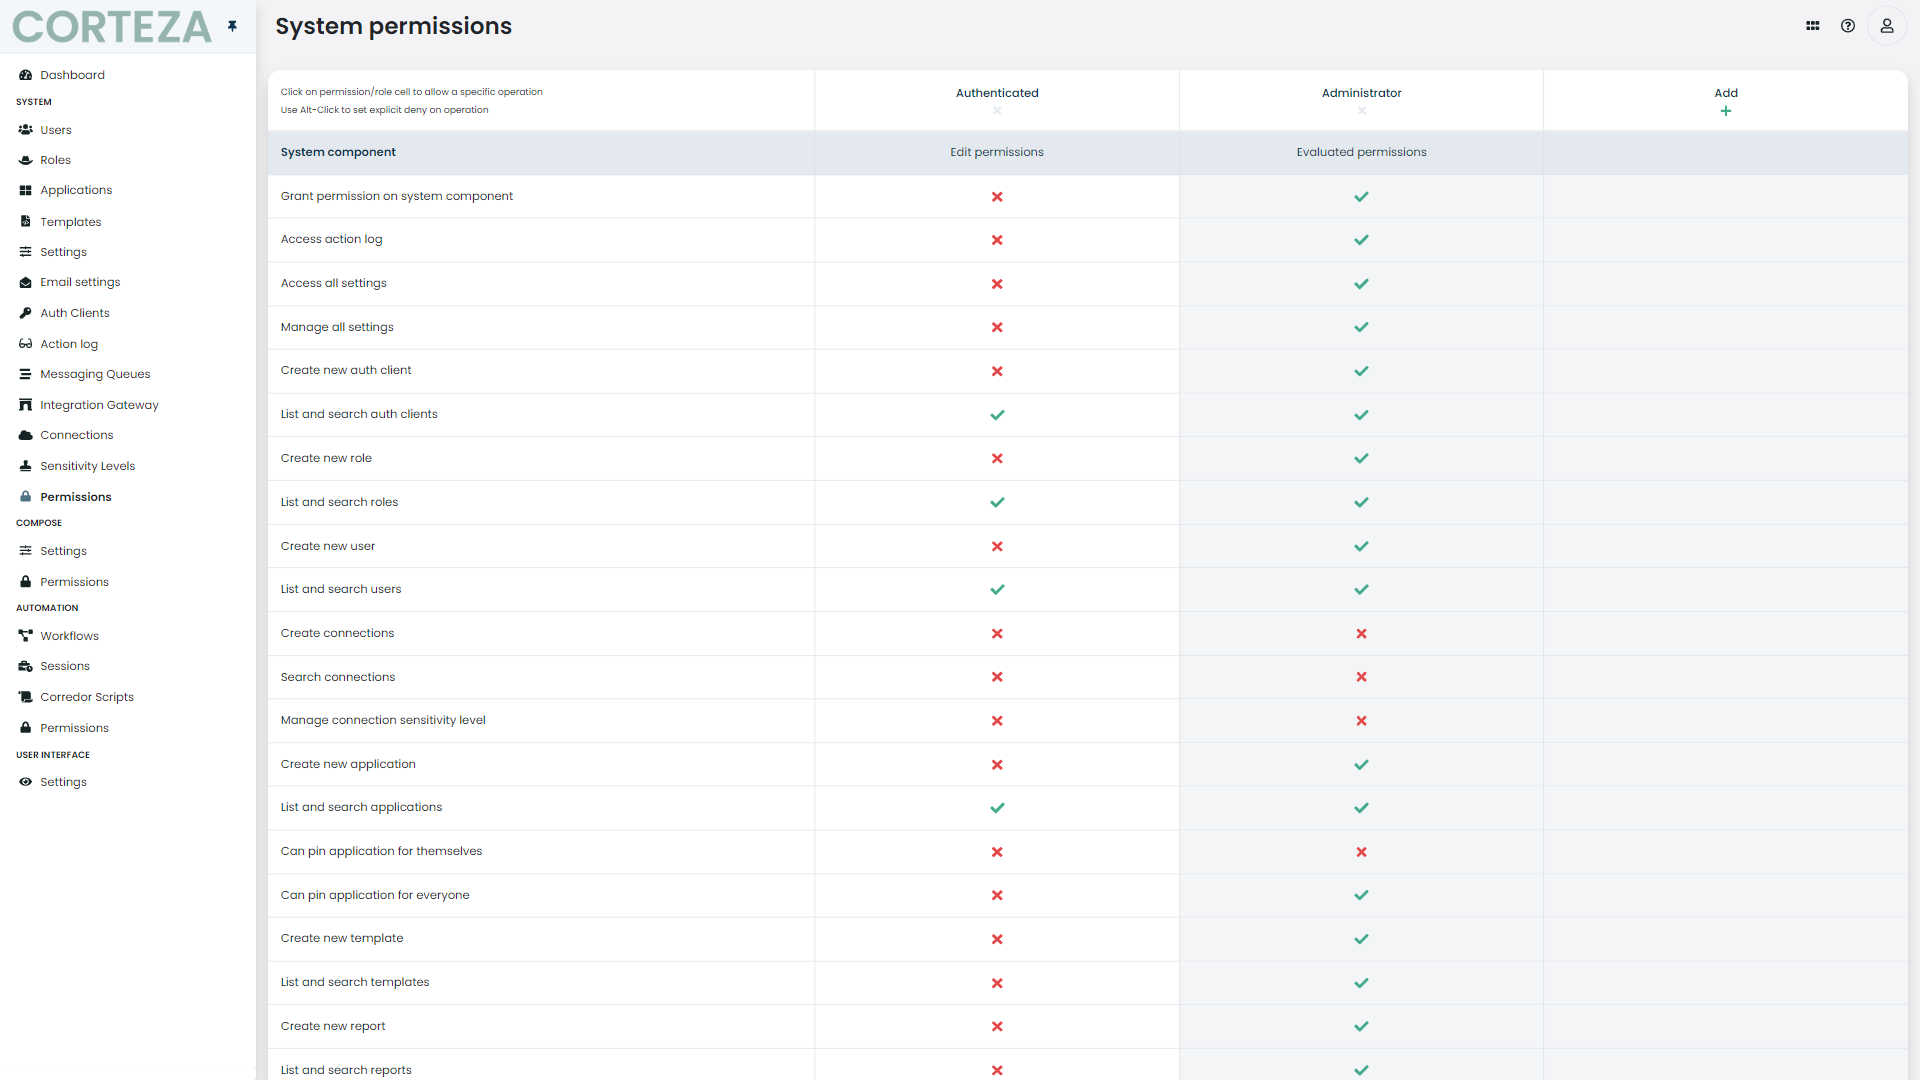 CORTEZA
System permissions
Dashboard
SYSTEM
Users
Roles
Applications
Templates
Settings
Email settings
Auth Clients
Action log
Messaging Queues
Integration Gateway
Connections
Sensitivity Levels
Permissions
COMPOSE
Settings
Permissions
AUTOMATION
Workflows
Sessions
Corredor Scripts
Permissions
USER INTERFACE
Settings
Click on permission/role cell to allow a specific operation
Use Alt-Click to set explicit deny on operation
Authenticated
Administrator
Add
System component
Edit permissions
Evaluated permissions
Grant permission on system component
Access action log
Access all settings
Manage all settings
Create new auth client
List and search auth clients
Create new role
List and search roles
Create new user
List and search users
Create connections
Search connections
Manage connection sensitivity level
Create new application
List and search applications
Can pin application for themselves
Can pin application for everyone
Create new template
List and search templates
Create new report
List and search reports